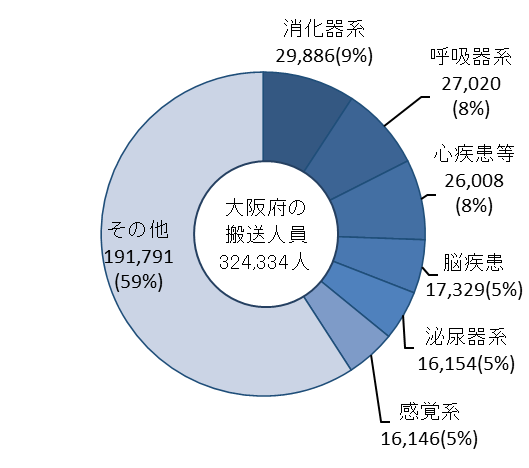 消化器系
29,886(9%)
呼吸器系
27,020
(8%)
心疾患等
26,008
(8%)
脳疾患
17,329(5%)
泌尿器系
16,154(5%)
感覚系
16,146(5%)
その他
191,791
(59%)
大阪府の
搬送人員
324,334人